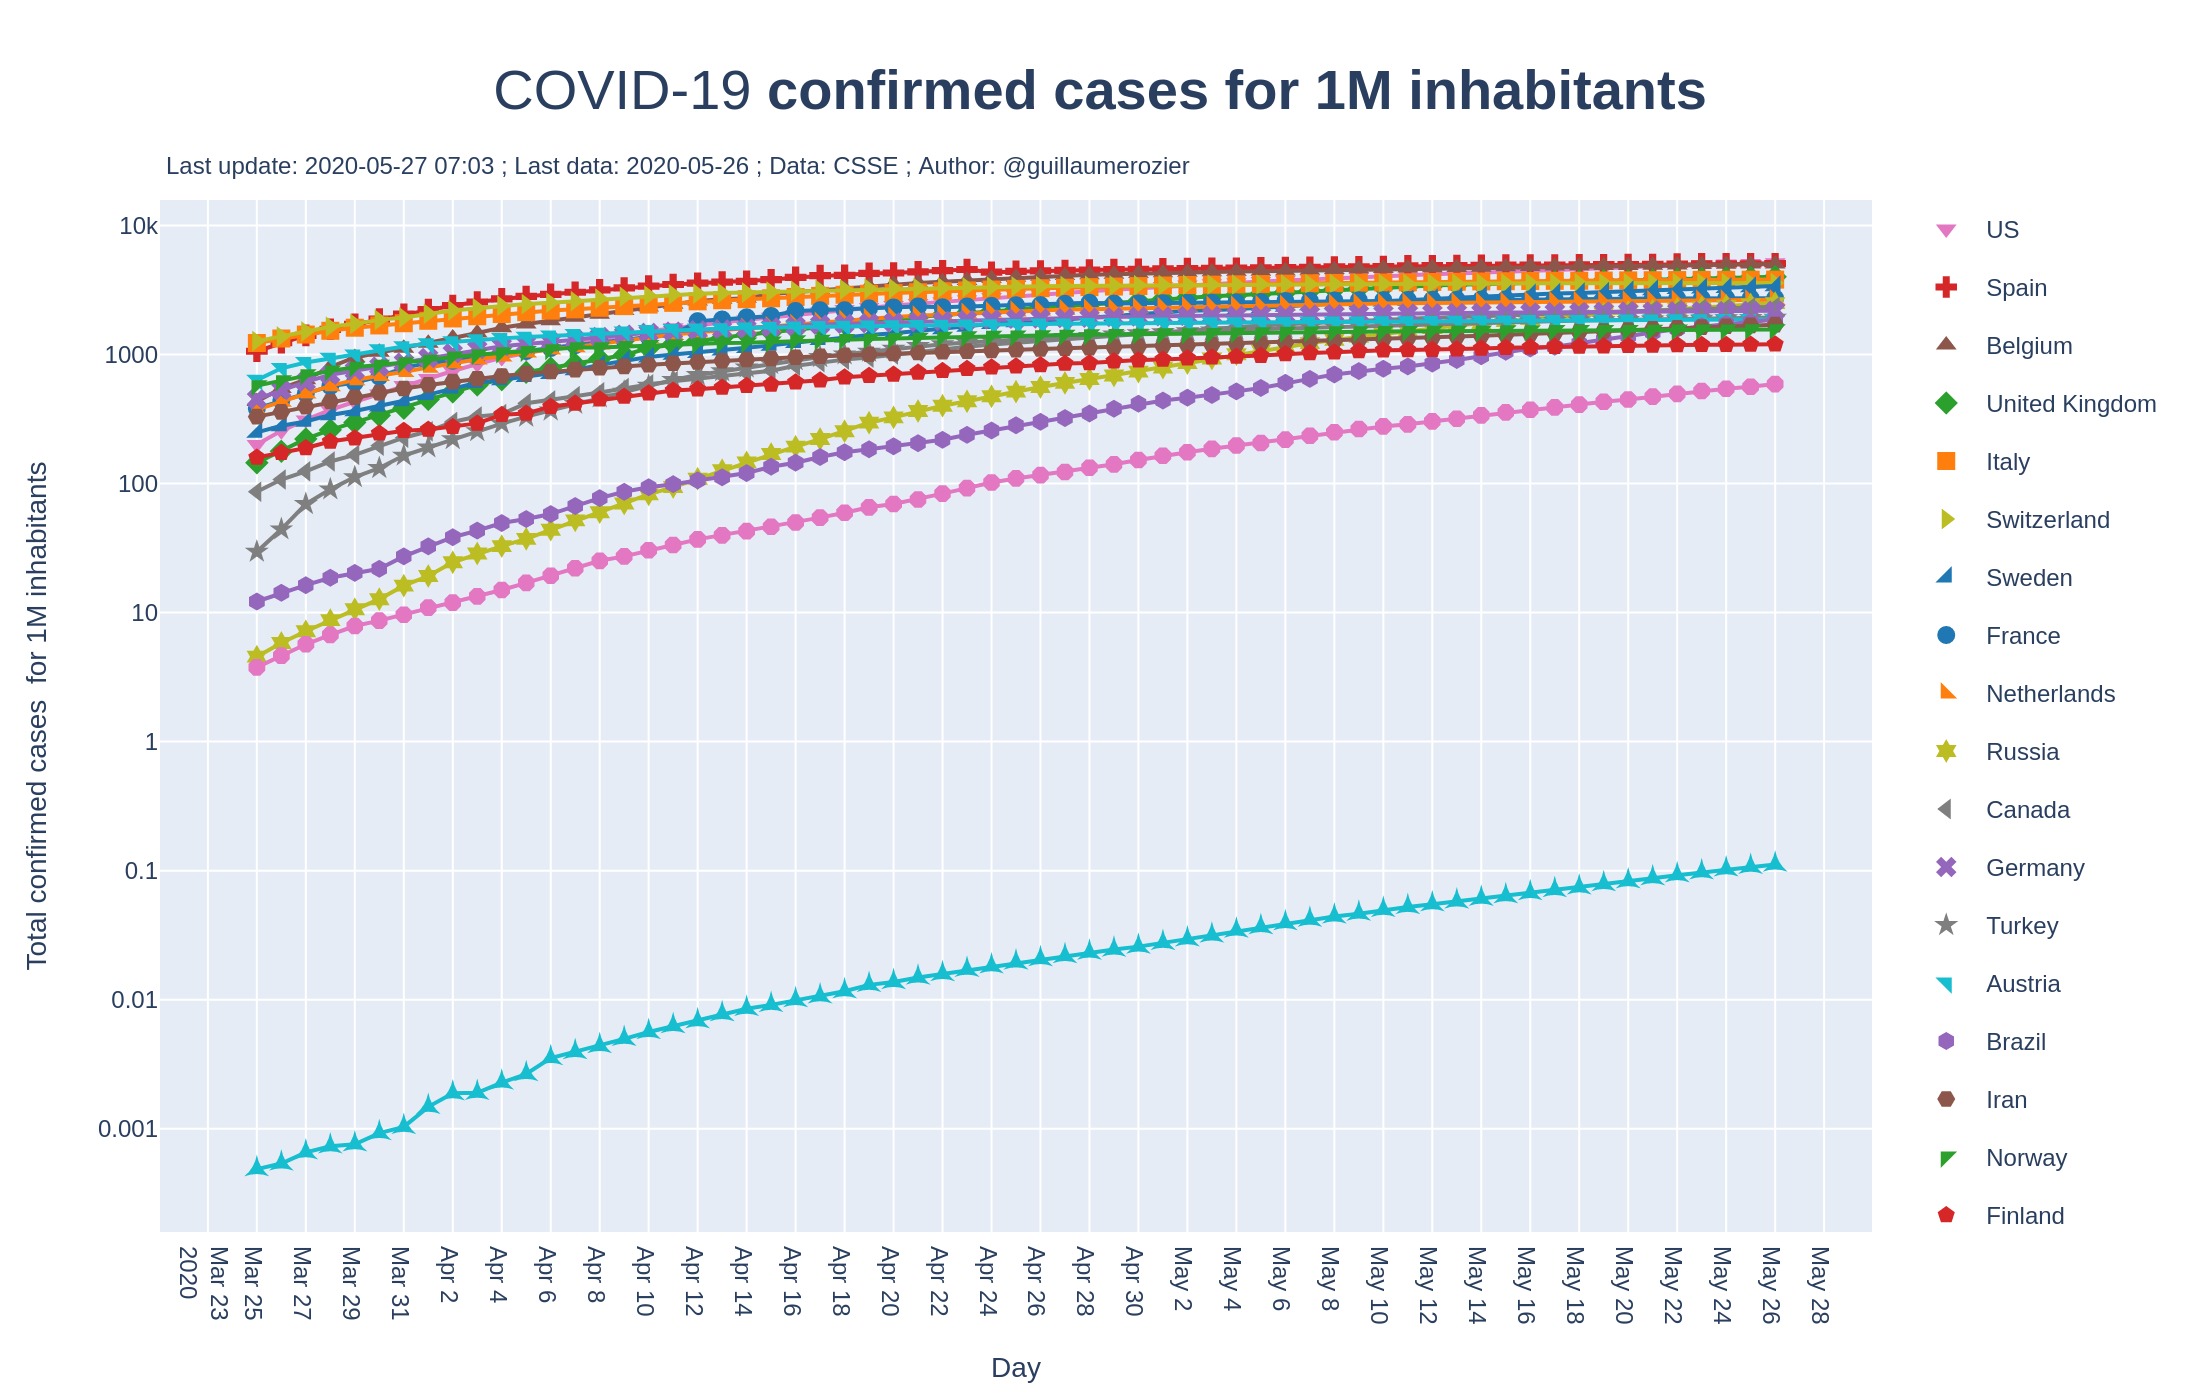 COVID-19 confirmed cases for 1M inhabitants
Last update: 2020-05-27 07:03 ; Last data: 2020-05-26 ; Data: CSSE ; Author: @guillaumerozier
Total confirmed cases for 1M inhabitants
10k
1000
100
10
1
0.1
0.01
0.001
2020
Mar 23
Mar 25
Mar 27
Mar 29
Mar 31
Apr 2
Apr 4
Apr 6
Apr 8
Apr 10
Apr 12
Apr 14
Apr 16
Apr 18
Apr 20
Apr 22
Apr 24
Apr 26
Apr 28
Apr 30
May 2
May 4
May 6
May 8
May 10
May 12
May 14
May 16
May 18
May 20
May 22
May 24
May 26
May 28
Day
US
Spain
Belgium
United Kingdom
Italy
Switzerland
Sweden
France
Netherlands
Russia
Canada
Germany
Turkey
Austria
Brazil
Iran
Norway
Finland